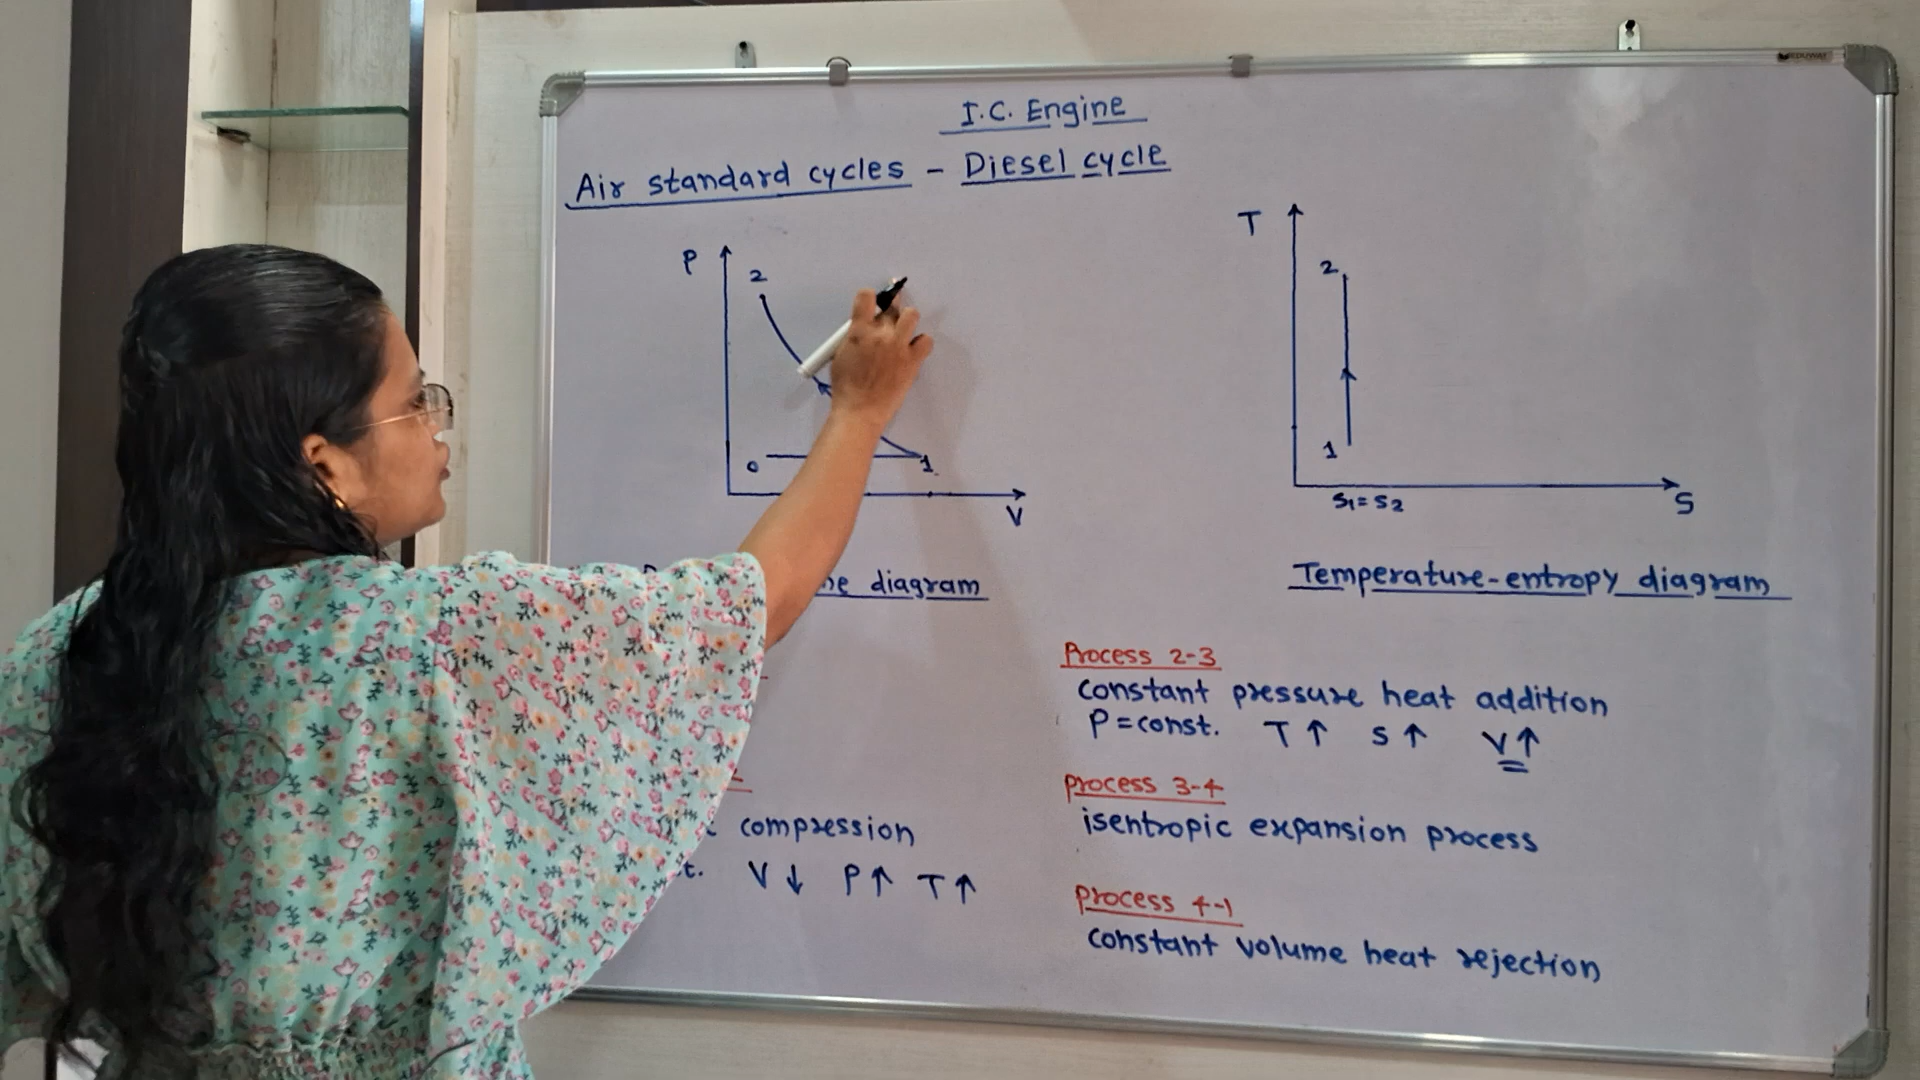 I.C. Engine
Air standard cycles - Diesel cycle
P
2
0
1
V
diagram
T
2
1
S1 = S2
S
Temperature-entropy diagram
compression
V ↓ P↑ T↑
Process 2-3
constant pressure heat addition
P = const. T ↑ S ↑ V↑
process 3-4
isentropic expansion process
process 4-1
constant volume heat rejection